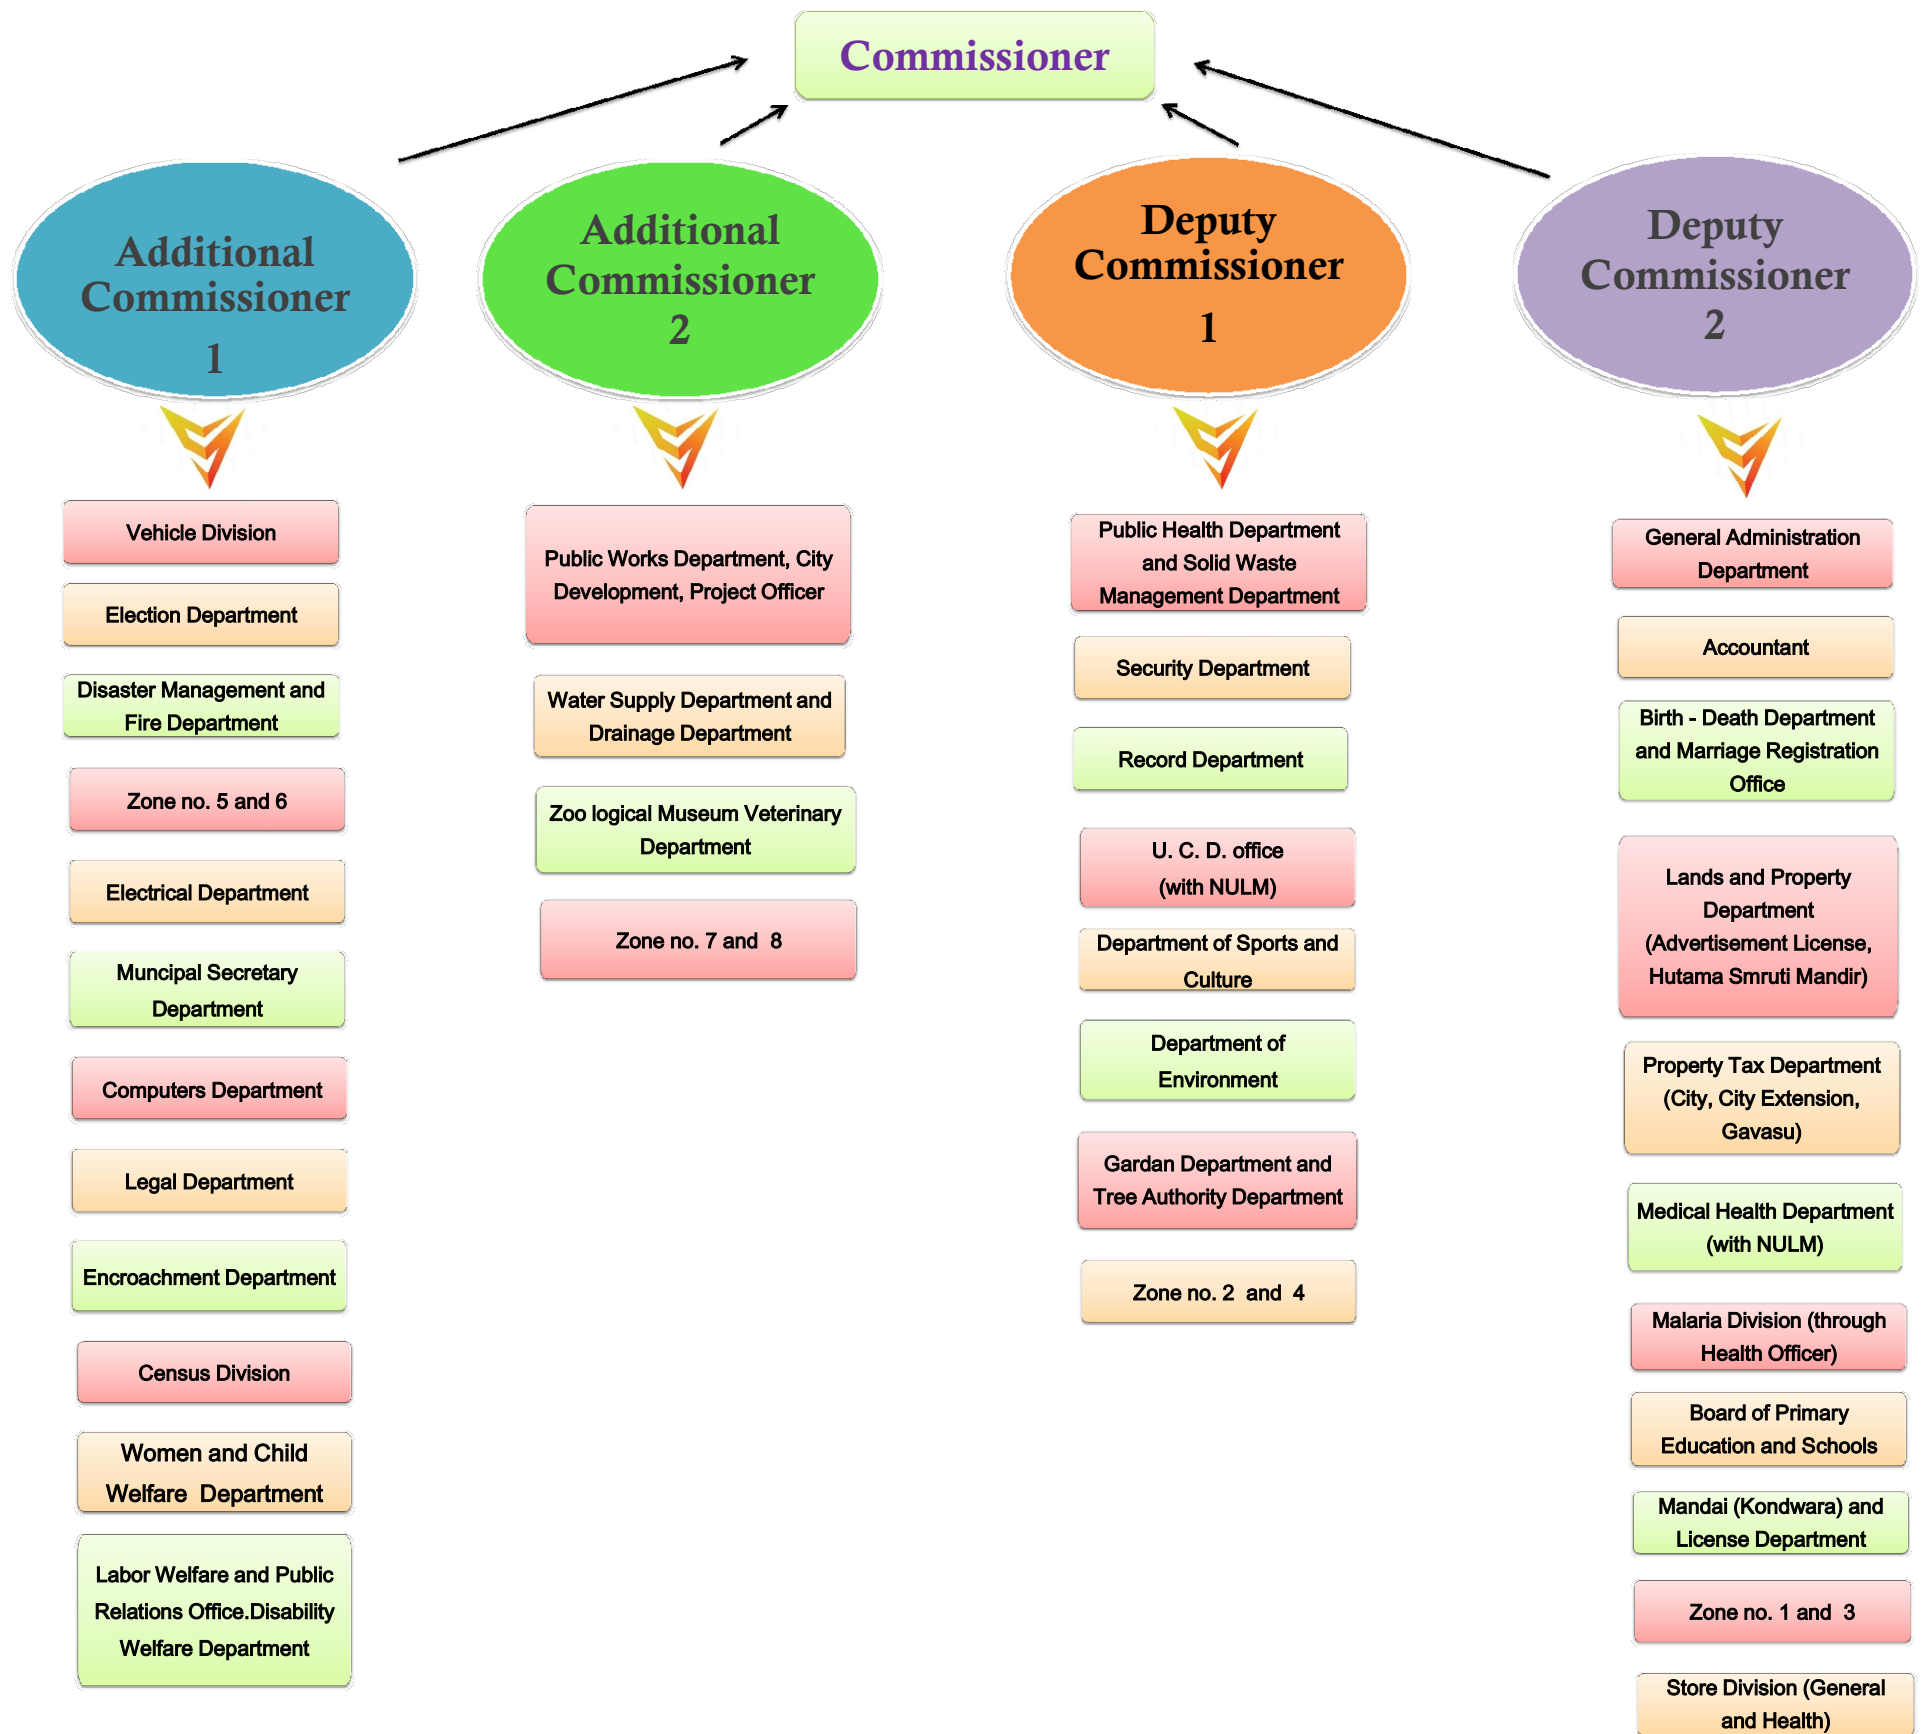 Commissioner
Additional
Commissioner
1
Additional
Commissioner
2
Deputy
Commissioner
1
Deputy
Commissioner
2
Vehicle Division
Election Department
Disaster Management and
Fire Department
Zone no. 5 and 6
Electrical Department
Muncipal Secretary
Department
Computers Department
Legal Department
Encroachment Department
Census Division
Women and Child
Welfare Department
Labor Welfare and Public
Relations Office.Disability
Welfare Department
Public Works Department, City
Development, Project Officer
Water Supply Department and
Drainage Department
Zoo logical Museum Veterinary
Department
Zone no. 7 and 8
Public Health Department
and Solid Waste
Management Department
Security Department
Record Department
U. C. D. office
(with NULM)
Department of Sports and
Culture
Department of
Environment
Gardan Department and
Tree Authority Department
Zone no. 2 and 4
General Administration
Department
Accountant
Birth - Death Department
and Marriage Registration
Office
Lands and Property
Department
(Advertisement License,
Hutama Smruti Mandir)
Property Tax Department
(City, City Extension,
Gavasu)
Medical Health Department
(with NULM)
Malaria Division (through
Health Officer)
Board of Primary
Education and Schools
Mandai (Kondwara) and
License Department
Zone no. 1 and 3
Store Division (General
and Health)